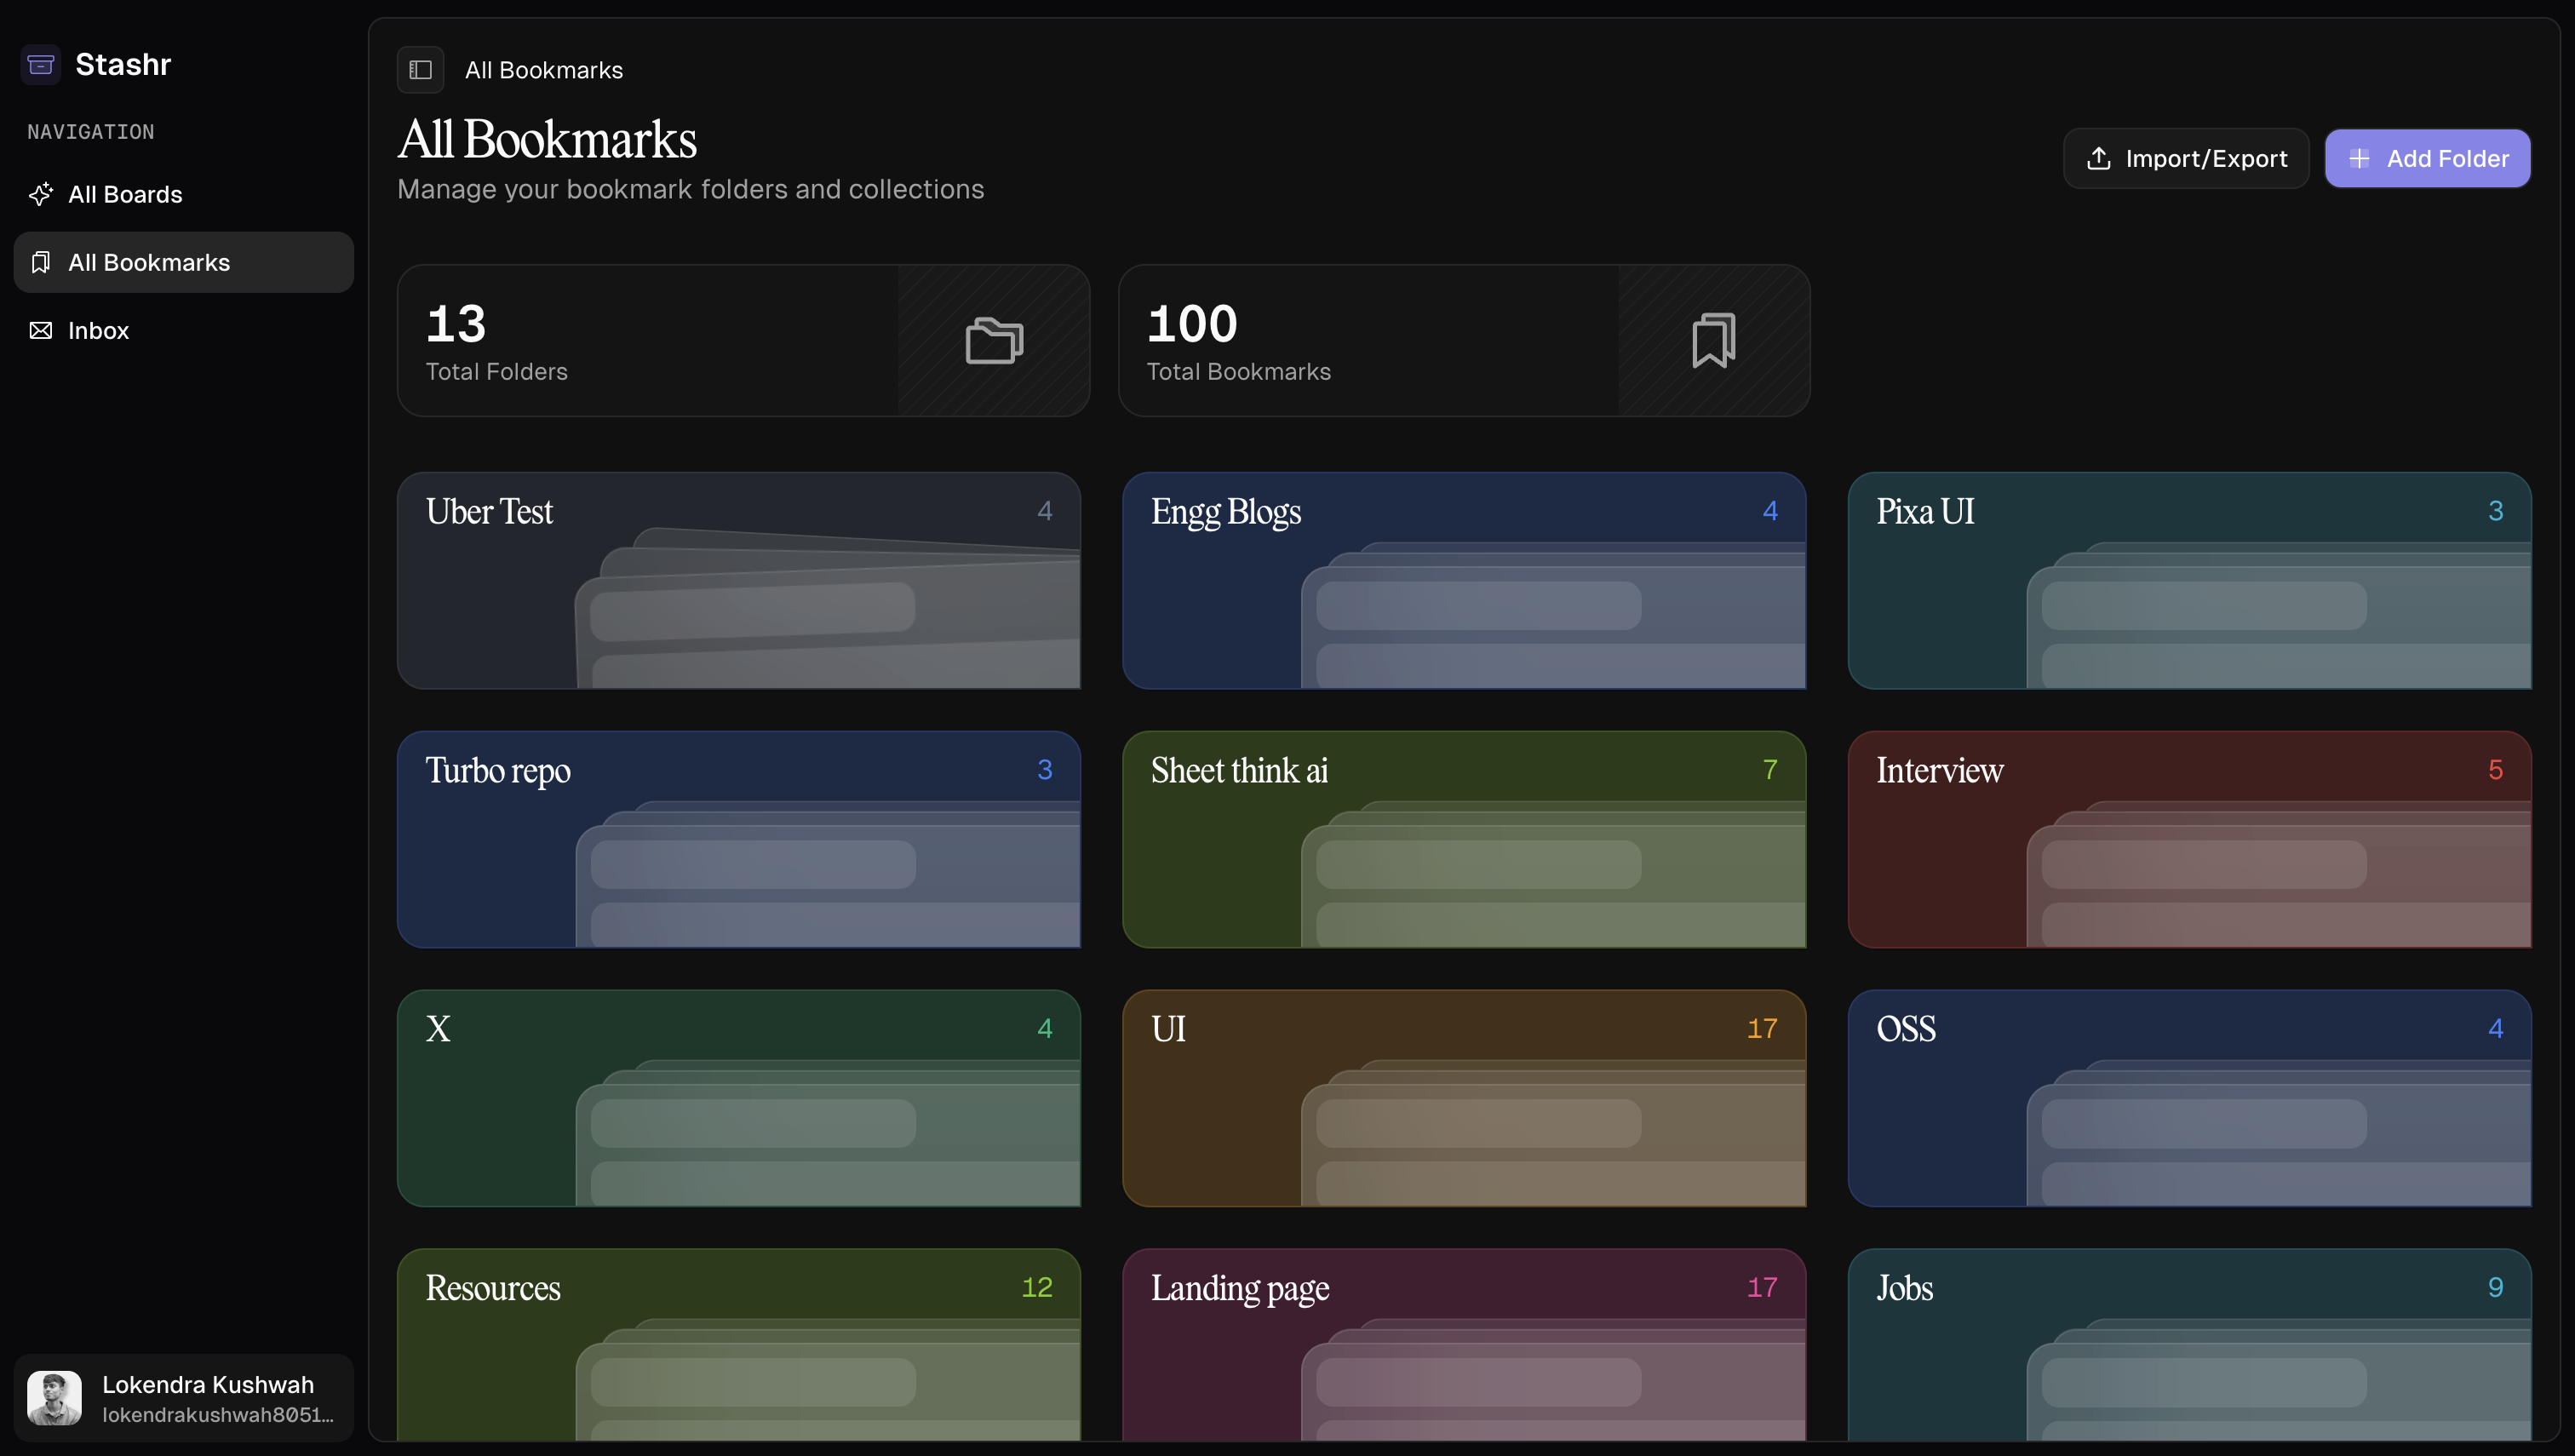 Stashr
NAVIGATION
All Boards
All Bookmarks
Inbox
Lokendra Kushwah
lokendrakushwah8051...
All Bookmarks
All Bookmarks
Manage your bookmark folders and collections
Import/Export
Add Folder
13
Total Folders
100
Total Bookmarks
Uber Test 4
Engg Blogs 4
Pixa UI 3
Turbo repo 3
Sheet think ai 7
Interview 5
X 4
UI 17
OSS 4
Resources 12
Landing page 17
Jobs 9